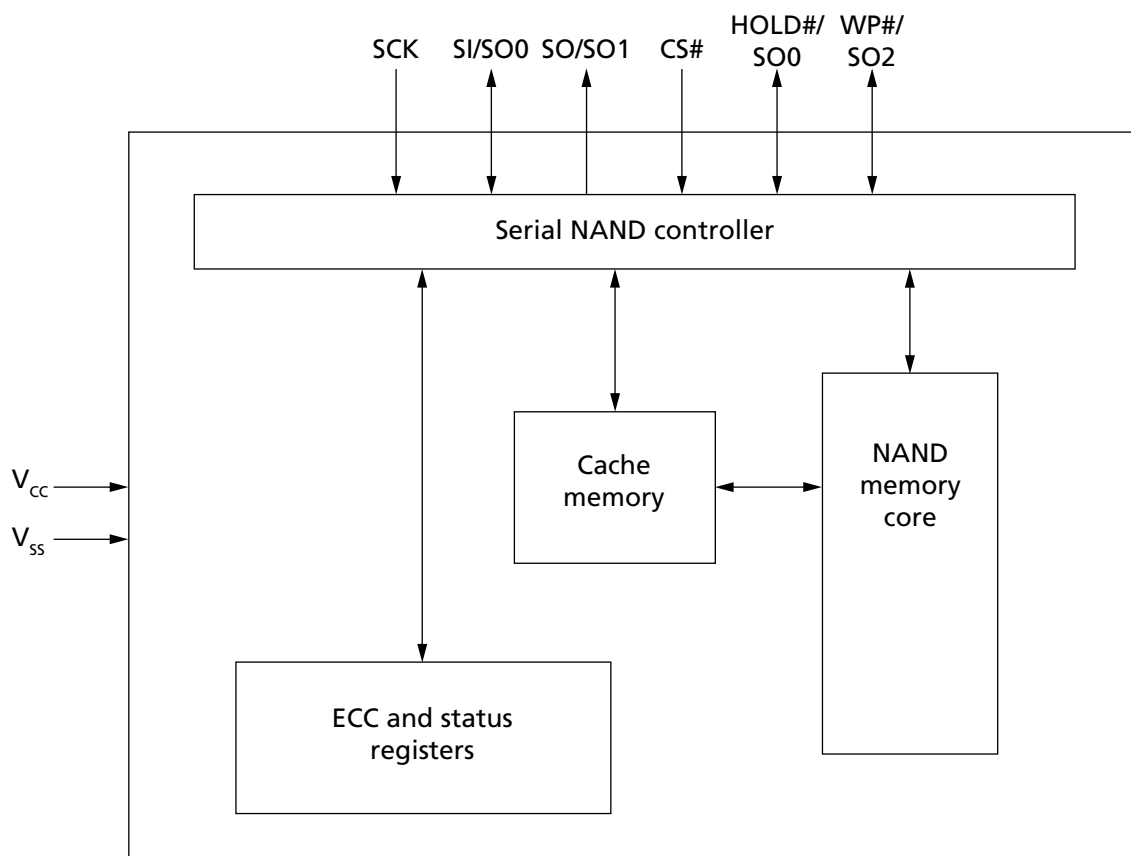 SCK
SI/SO0
SO/SO1
CS#
HOLD#/
SO0
WP#/
SO2
Serial NAND controller
Cache
memory
NAND
memory
core
VCC
VSS
ECC and status
registers